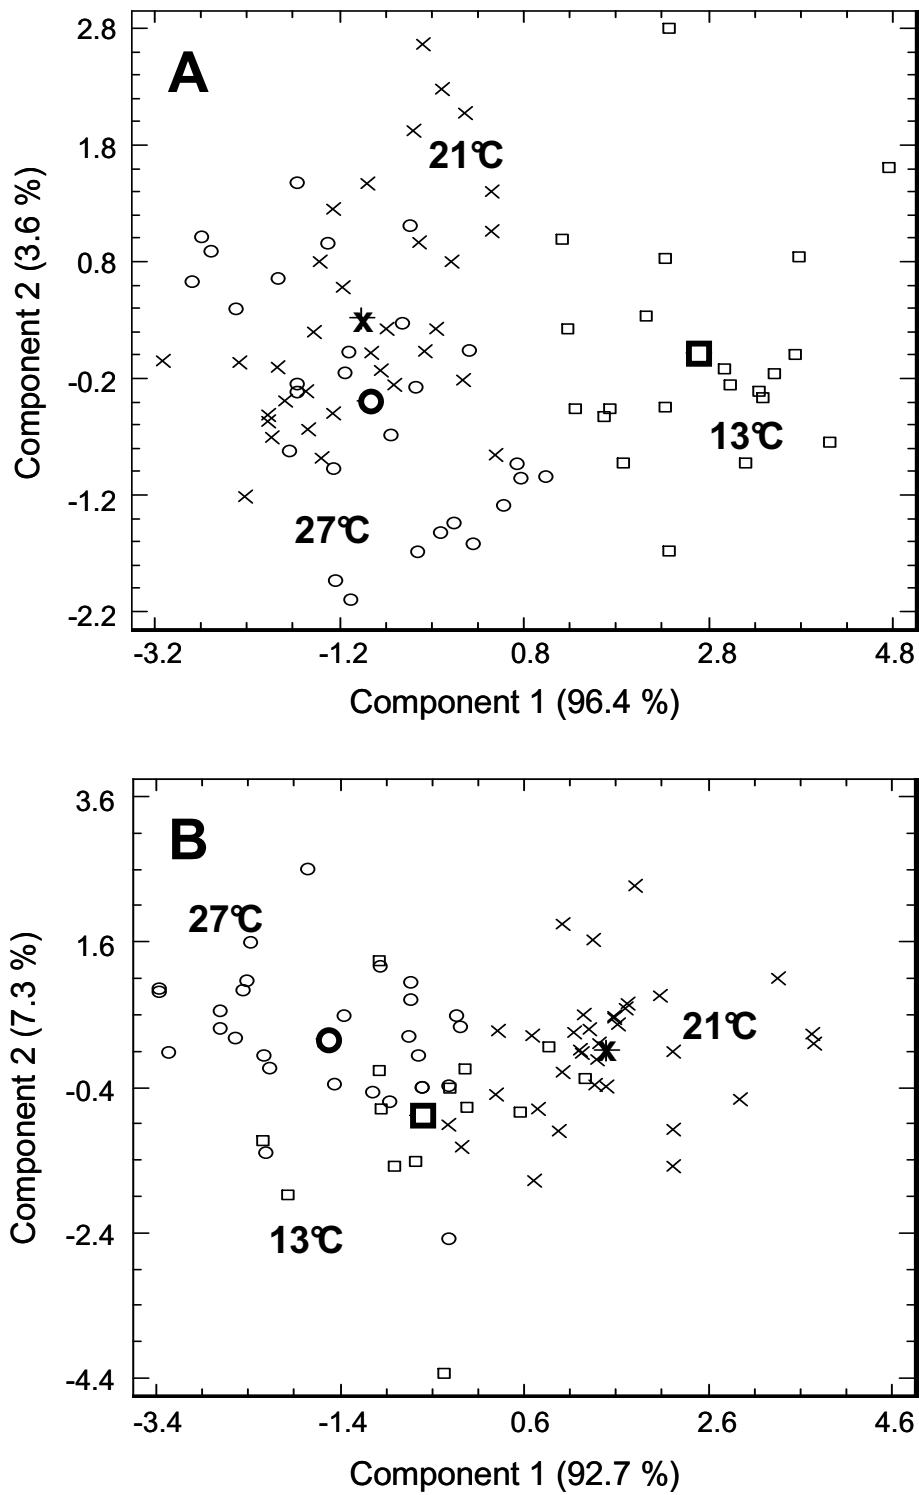 A
2.8
1.8
0.8
-0.2
-1.2
-2.2
Component 2 (3.6 %)
21°C
13°C
27°C
-3.2 -1.2 0.8 2.8 4.8
Component 1 (96.4 %)
B
3.6
1.6
-0.4
-2.4
-4.4
Component 2 (7.3 %)
27°C
21°C
13°C
-3.4 -1.4 0.6 2.6 4.6
Component 1 (92.7 %)